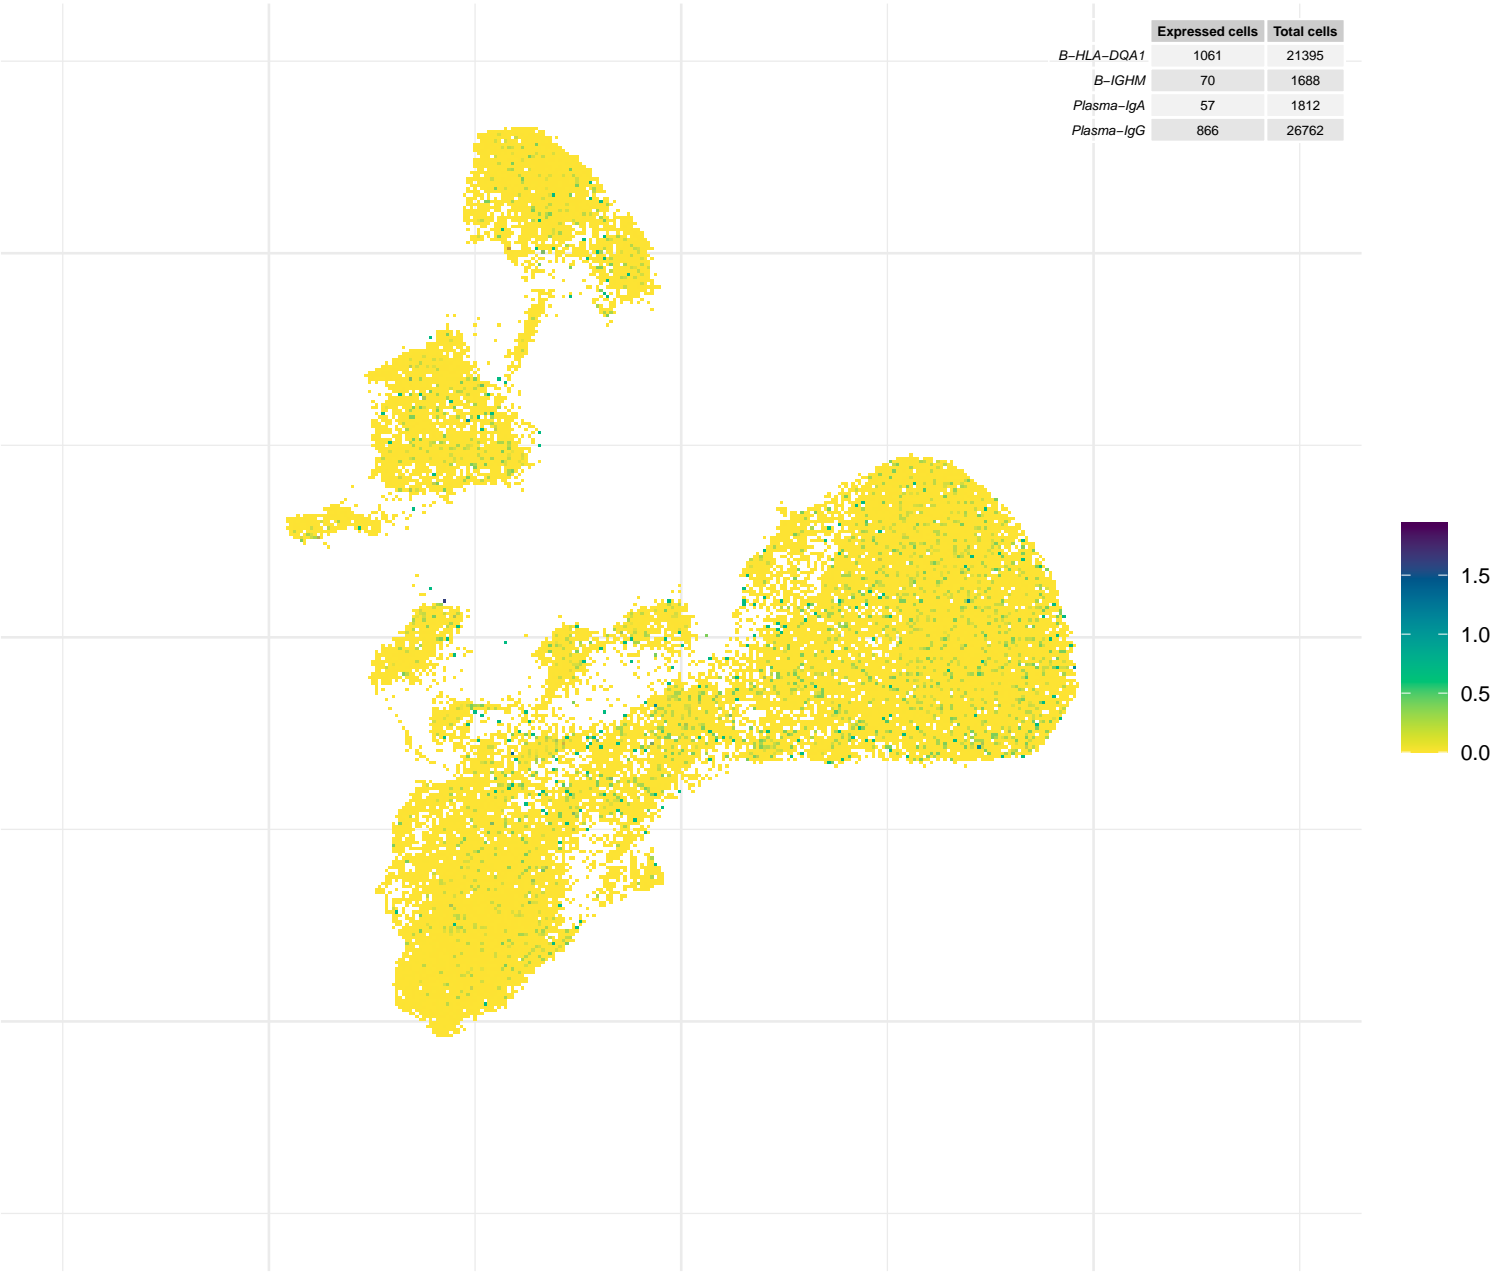 Expressed cells Total cells
B−HLA−DQA1 1061 21395
B−IGHM 70 1688
Plasma−IgA 57 1812
Plasma−IgG 866 26762
1.5
1.0
0.5
0.0